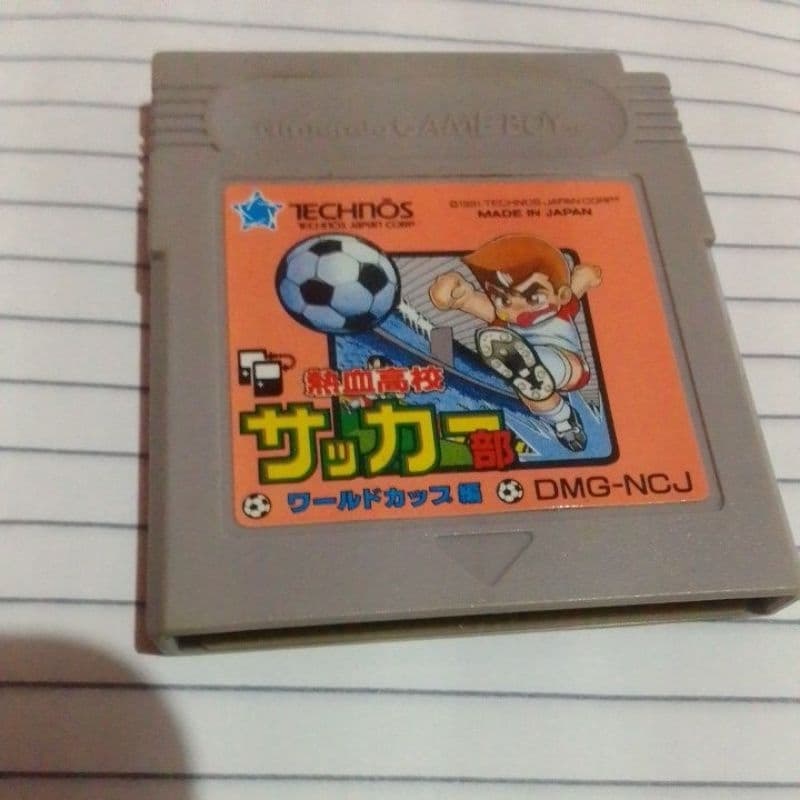 Nintendo GAME BOY
TECHNŌS
TECHNOS JAPAN CORP.
©1991 TECHNOS JAPAN CORP.
MADE IN JAPAN
熱血高校
サッカー部
ワールドカップ編
DMG-NCJ